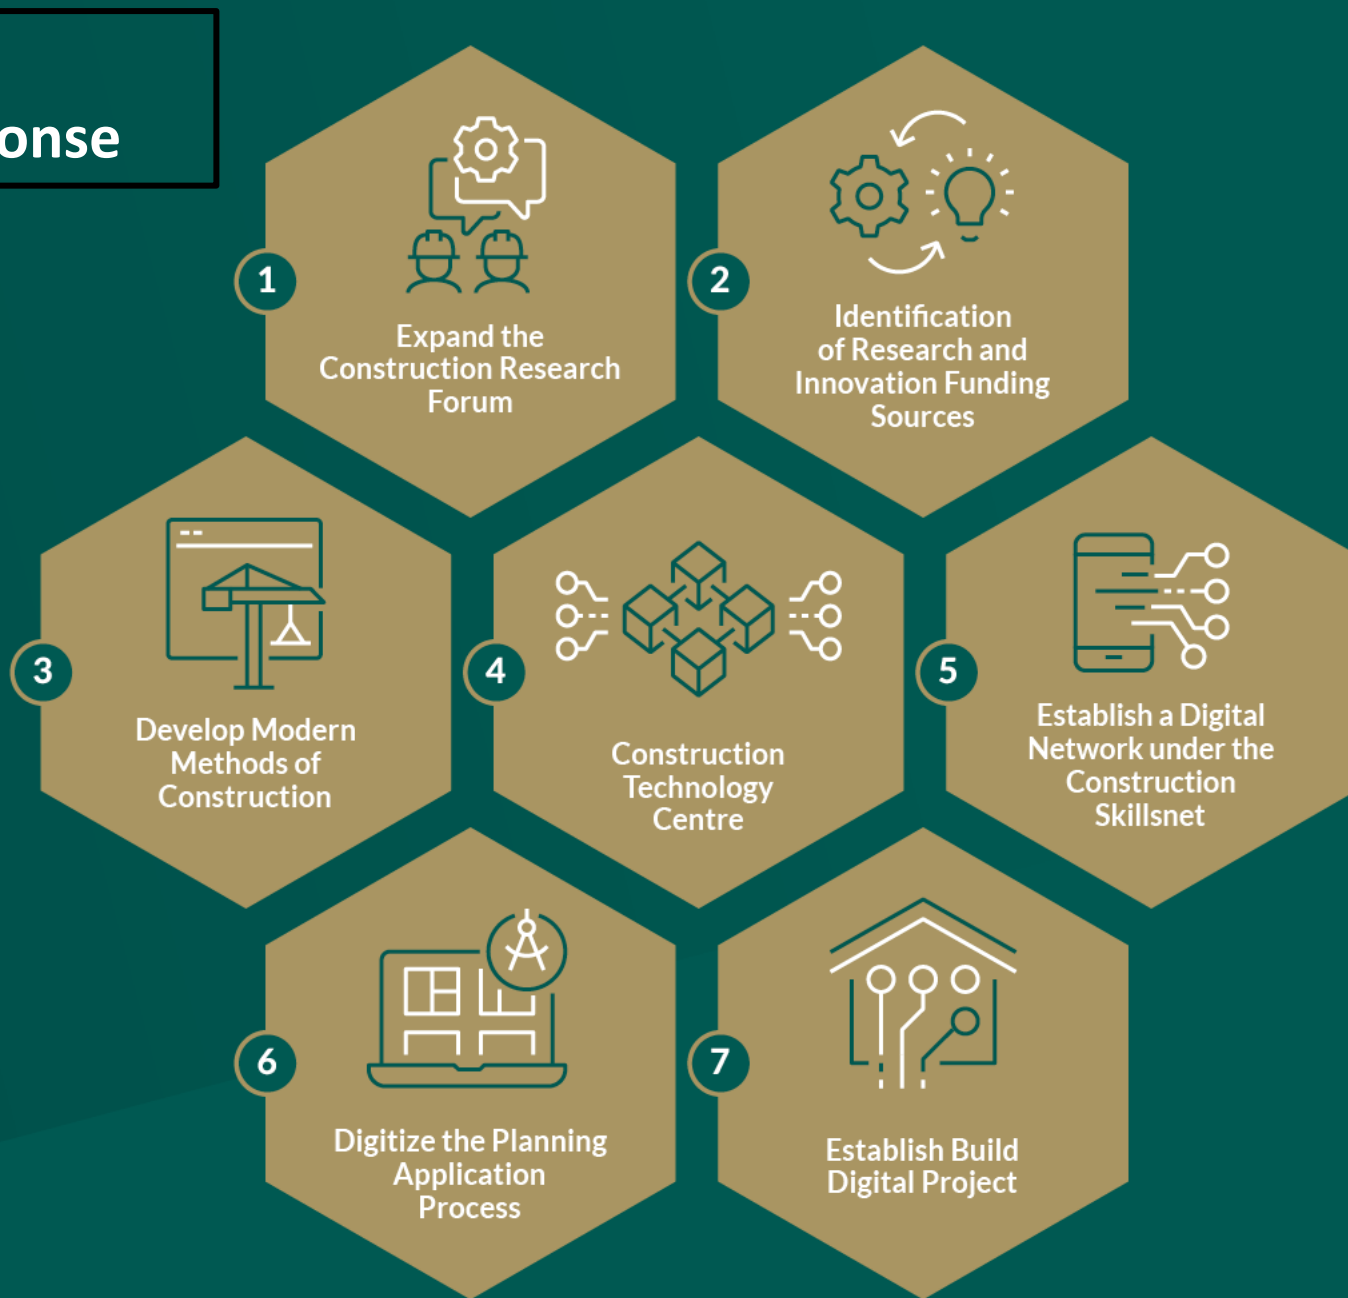 onse
1
Expand the
Construction Research
Forum
2
Identification
of Research and
Innovation Funding
Sources
3
Develop Modern
Methods of
Construction
4
Construction
Technology
Centre
5
Establish a Digital
Network under the
Construction
Skillsnet
6
Digitize the Planning
Application
Process
7
Establish Build
Digital Project